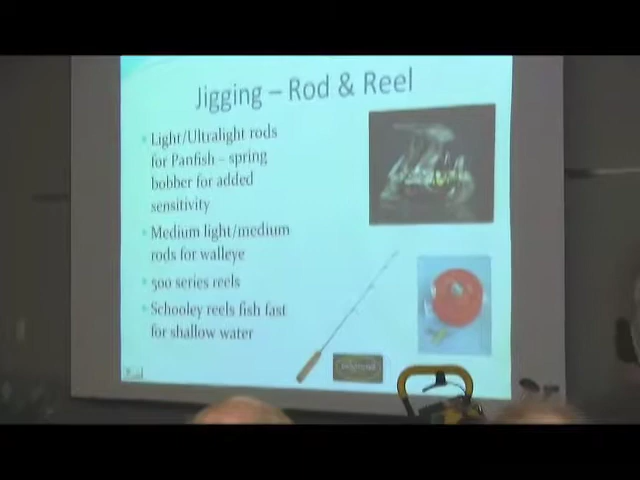 Jigging – Rod & Reel
Light/Ultralight rods
for Panfish – spring
bobber for added
sensitivity
Medium light/medium
rods for walleye
500 series reels
Schooley reels fish fast
for shallow water